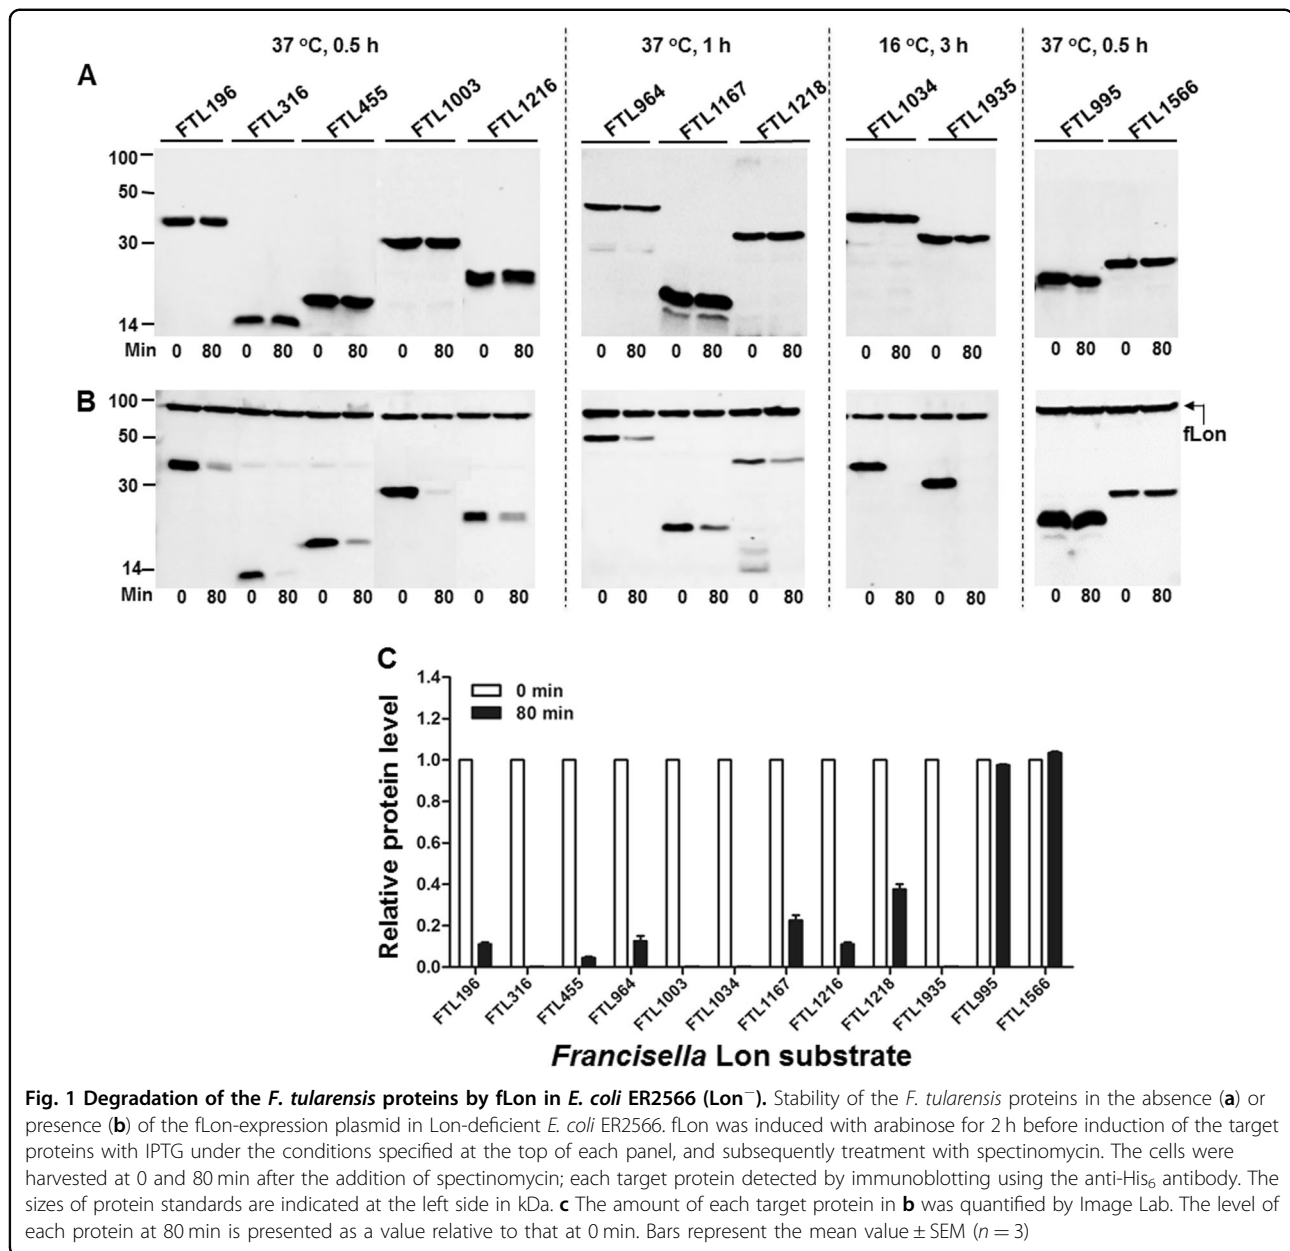 37 °C, 0.5 h 37 °C, 1 h 16 °C, 3 h 37 °C, 0.5 h
A
FTL196 FTL316 FTL455 FTL1003 FTL1216 FTL964 FTL1167 FTL1218 FTL1034 FTL1935 FTL995 FTL1566
100
50
30
14
Min 0 80 0 80 0 80 0 80 0 80 0 80 0 80 0 80 0 80 0 80 0 80 0 80
B
100
50
fLon
30
14
Min 0 80 0 80 0 80 0 80 0 80 0 80 0 80 0 80 0 80 0 80 0 80 0 80
C
Relative protein level
1.4
1.2
1.0
0.8
0.6
0.4
0.2
0.0
0 min
80 min
FTL196 FTL316 FTL455 FTL964 FTL1003 FTL1034 FTL1167 FTL1216 FTL1218 FTL1935 FTL995 FTL1566
Francisella Lon substrate
Fig. 1 Degradation of the F. tularensis proteins by fLon in E. coli ER2566 (Lon⁻). Stability of the F. tularensis proteins in the absence (a) or
presence (b) of the fLon-expression plasmid in Lon-deficient E. coli ER2566. fLon was induced with arabinose for 2 h before induction of the target
proteins with IPTG under the conditions specified at the top of each panel, and subsequently treatment with spectinomycin. The cells were
harvested at 0 and 80 min after the addition of spectinomycin; each target protein detected by immunoblotting using the anti-His₆ antibody. The
sizes of protein standards are indicated at the left side in kDa. c The amount of each target protein in b was quantified by Image Lab. The level of
each protein at 80 min is presented as a value relative to that at 0 min. Bars represent the mean value ± SEM (n = 3)